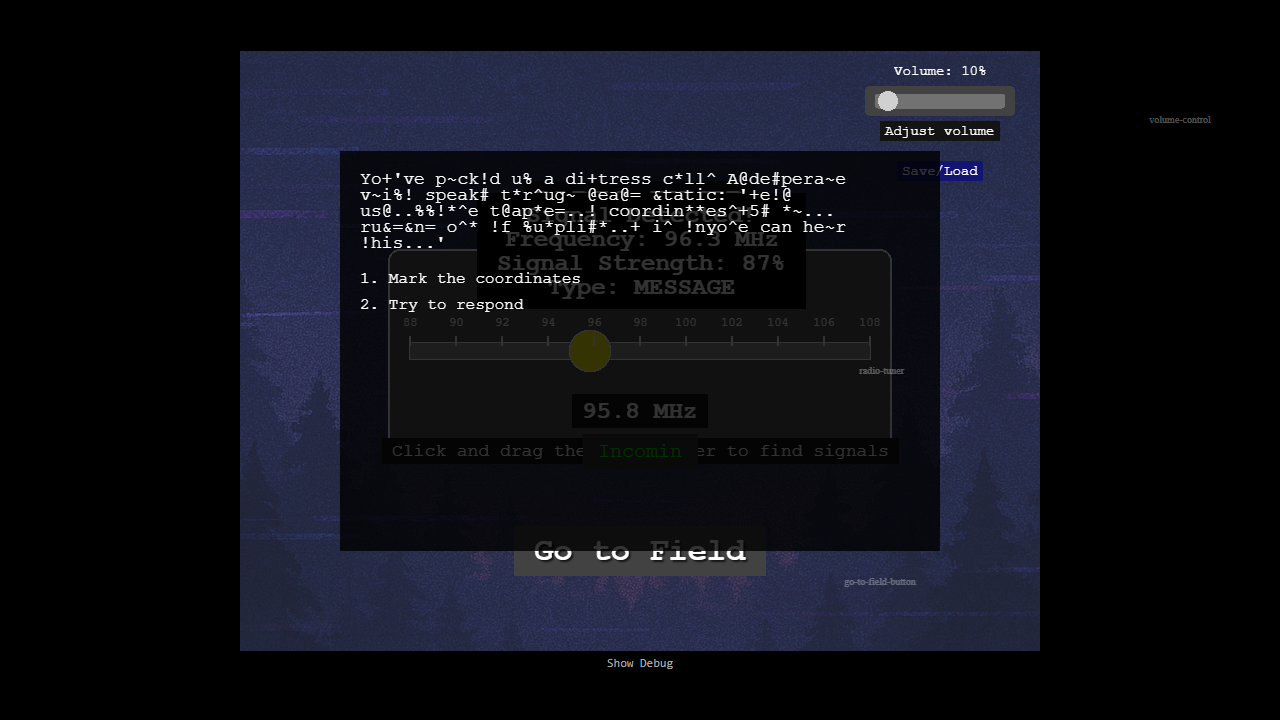 Volume: 10%
Adjust volume
volume-control
Save/Load
Yo+'ve p~ck!d u% a di+tress c*ll^ A@de#pera~e
v~i%! speak# t*r^ug~ @ea@= &tatic: '+e!@
us@..%%!*^e t@ap*e=..! coordin**es^+5# *~...
ru&=&n= o^* !f %u*pli#*..+ i^ !nyo^e can he~r
!his...'
Signal Detected!
Frequency: 96.3 MHz
Signal Strength: 87%
Type: MESSAGE
1. Mark the coordinates
2. Try to respond
88 90 92 94 96 98 100 102 104 106 108
radio-tuner
95.8 MHz
Click and drag the Incomin er to find signals
Go to Field
go-to-field-button
Show Debug